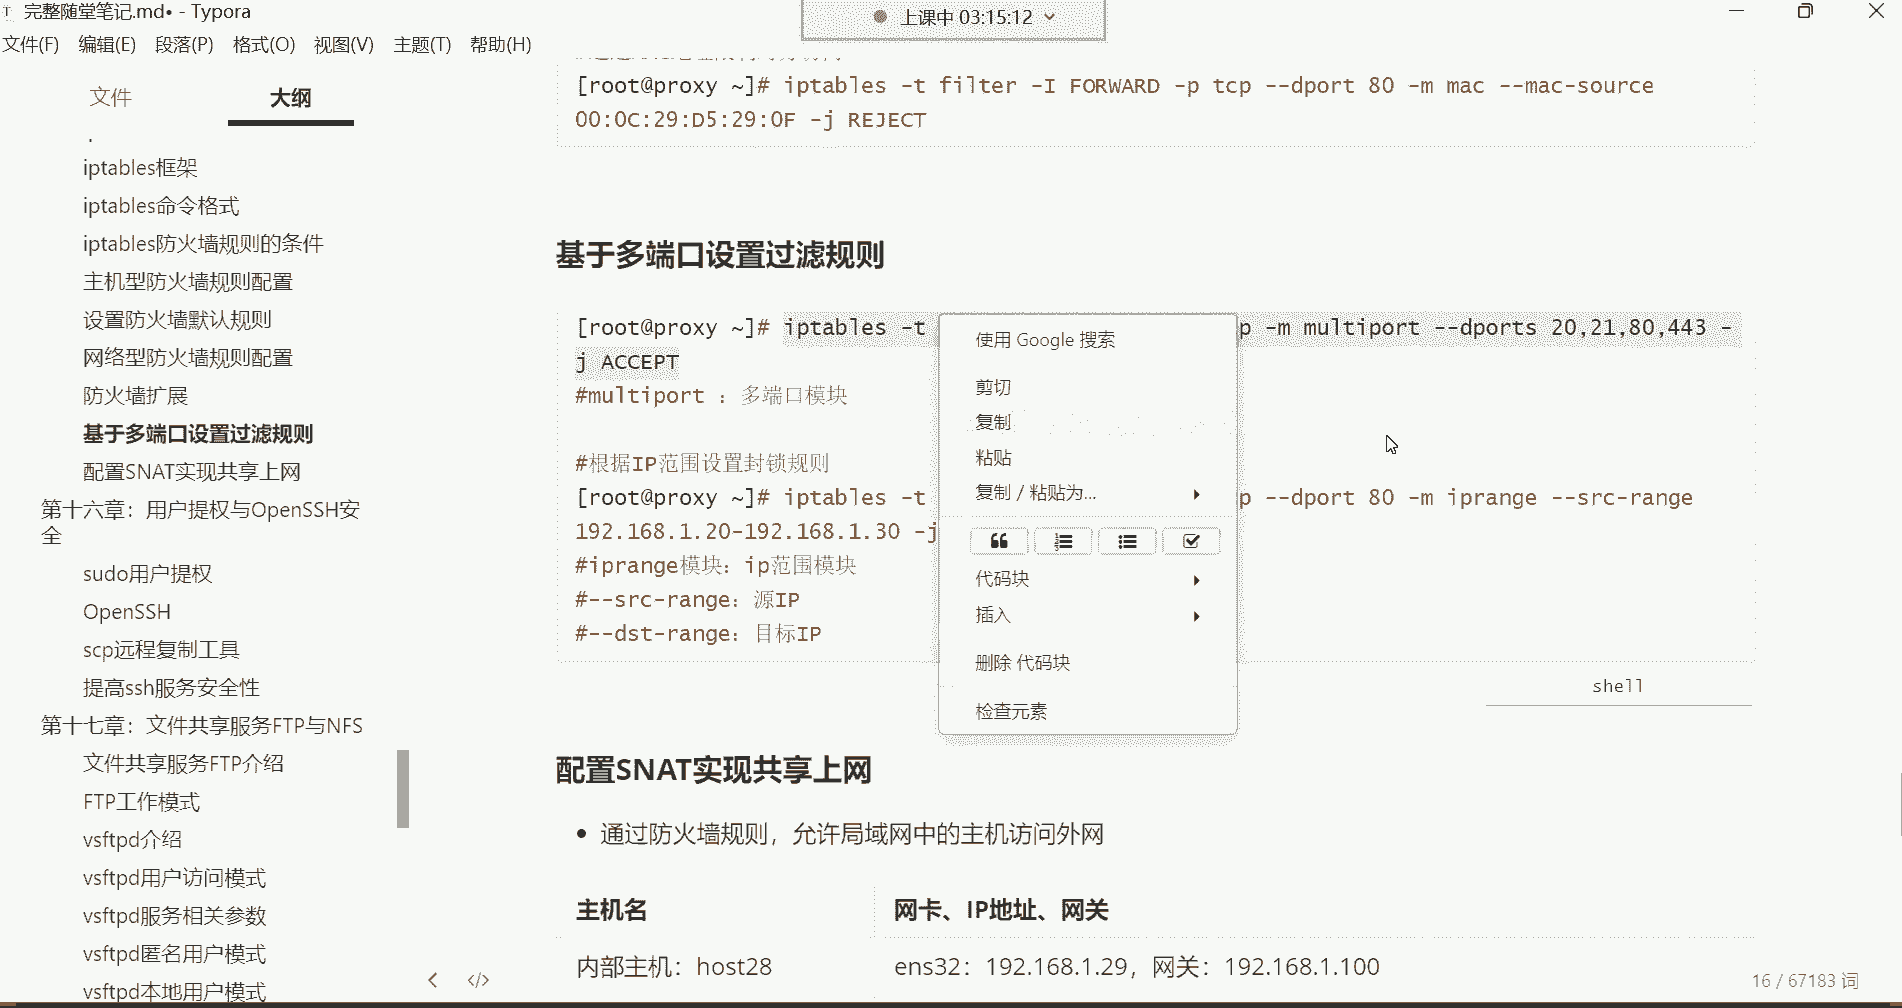 完整随堂笔记.md• - Typora
上课中 03:15:12
文件(F) 编辑(E) 段落(P) 格式(O) 视图(V) 主题(T) 帮助(H)
文件 大纲
iptables框架
iptables命令格式
iptables防火墙规则的条件
主机型防火墙规则配置
设置防火墙默认规则
网络型防火墙规则配置
防火墙扩展
基于多端口设置过滤规则
配置SNAT实现共享上网
第十六章：用户提权与OpenSSH安
全
sudo用户提权
OpenSSH
scp远程复制工具
提高ssh服务安全性
第十七章：文件共享服务FTP与NFS
文件共享服务FTP介绍
FTP工作模式
vsftpd介绍
vsftpd用户访问模式
vsftpd服务相关参数
vsftpd匿名用户模式
vsftpd本地用户模式
[root@proxy ~]# iptables -t filter -I FORWARD -p tcp --dport 80 -m mac --mac-source
00:0C:29:D5:29:0F -j REJECT
基于多端口设置过滤规则
[root@proxy ~]# iptables -t p -m multiport --dports 20,21,80,443 -
j ACCEPT
#multiport ：多端口模块
#根据IP范围设置封锁规则
[root@proxy ~]# iptables -t p --dport 80 -m iprange --src-range
192.168.1.20-192.168.1.30 -j
#iprange模块：ip范围模块
#--src-range：源IP
#--dst-range：目标IP
使用 Google 搜索
剪切
复制
粘贴
复制 / 粘贴为...
代码块
插入
删除 代码块
检查元素
shell
配置SNAT实现共享上网
• 通过防火墙规则，允许局域网中的主机访问外网
主机名 网卡、IP地址、网关
内部主机：host28 ens32：192.168.1.29，网关：192.168.1.100
16 / 67183 词